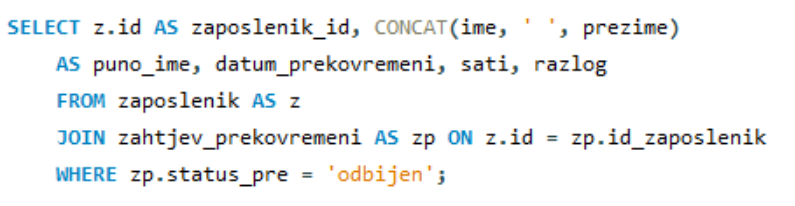 SELECT z.id AS zaposlenik_id, CONCAT(ime, ' ', prezime)
AS puno_ime, datum_prekovremeni, sati, razlog
FROM zaposlenik AS z
JOIN zahtjev_prekovremeni AS zp ON z.id = zp.id_zaposlenik
WHERE zp.status_pre = 'odbijen';